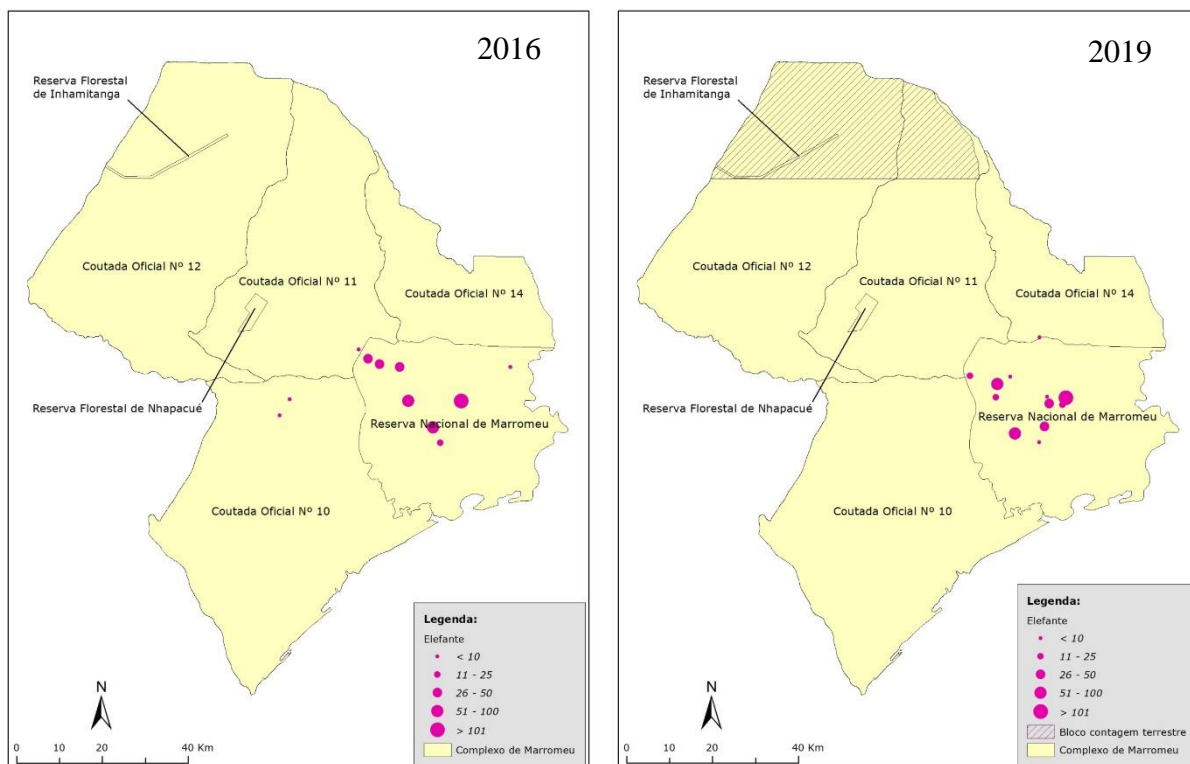 2016
Reserva Florestal
de Inhamitanga
Coutada Oficial Nº 12
Coutada Oficial Nº 11
Coutada Oficial Nº 14
Reserva Florestal de Nhapacué
Reserva Nacional de Marromeu
Coutada Oficial Nº 10
Legenda:
Elefante
< 10
11 - 25
26 - 50
51 - 100
> 101
Complexo de Marromeu
N
0 10 20 40 Km
2019
Reserva Florestal
de Inhamitanga
Coutada Oficial Nº 12
Coutada Oficial Nº 11
Coutada Oficial Nº 14
Reserva Florestal de Nhapacué
Reserva Nacional de Marromeu
Coutada Oficial Nº 10
Legenda:
Elefante
< 10
11 - 25
26 - 50
51 - 100
> 101
Bloco contagem terrestre
Complexo de Marromeu
N
0 10 20 40 Km